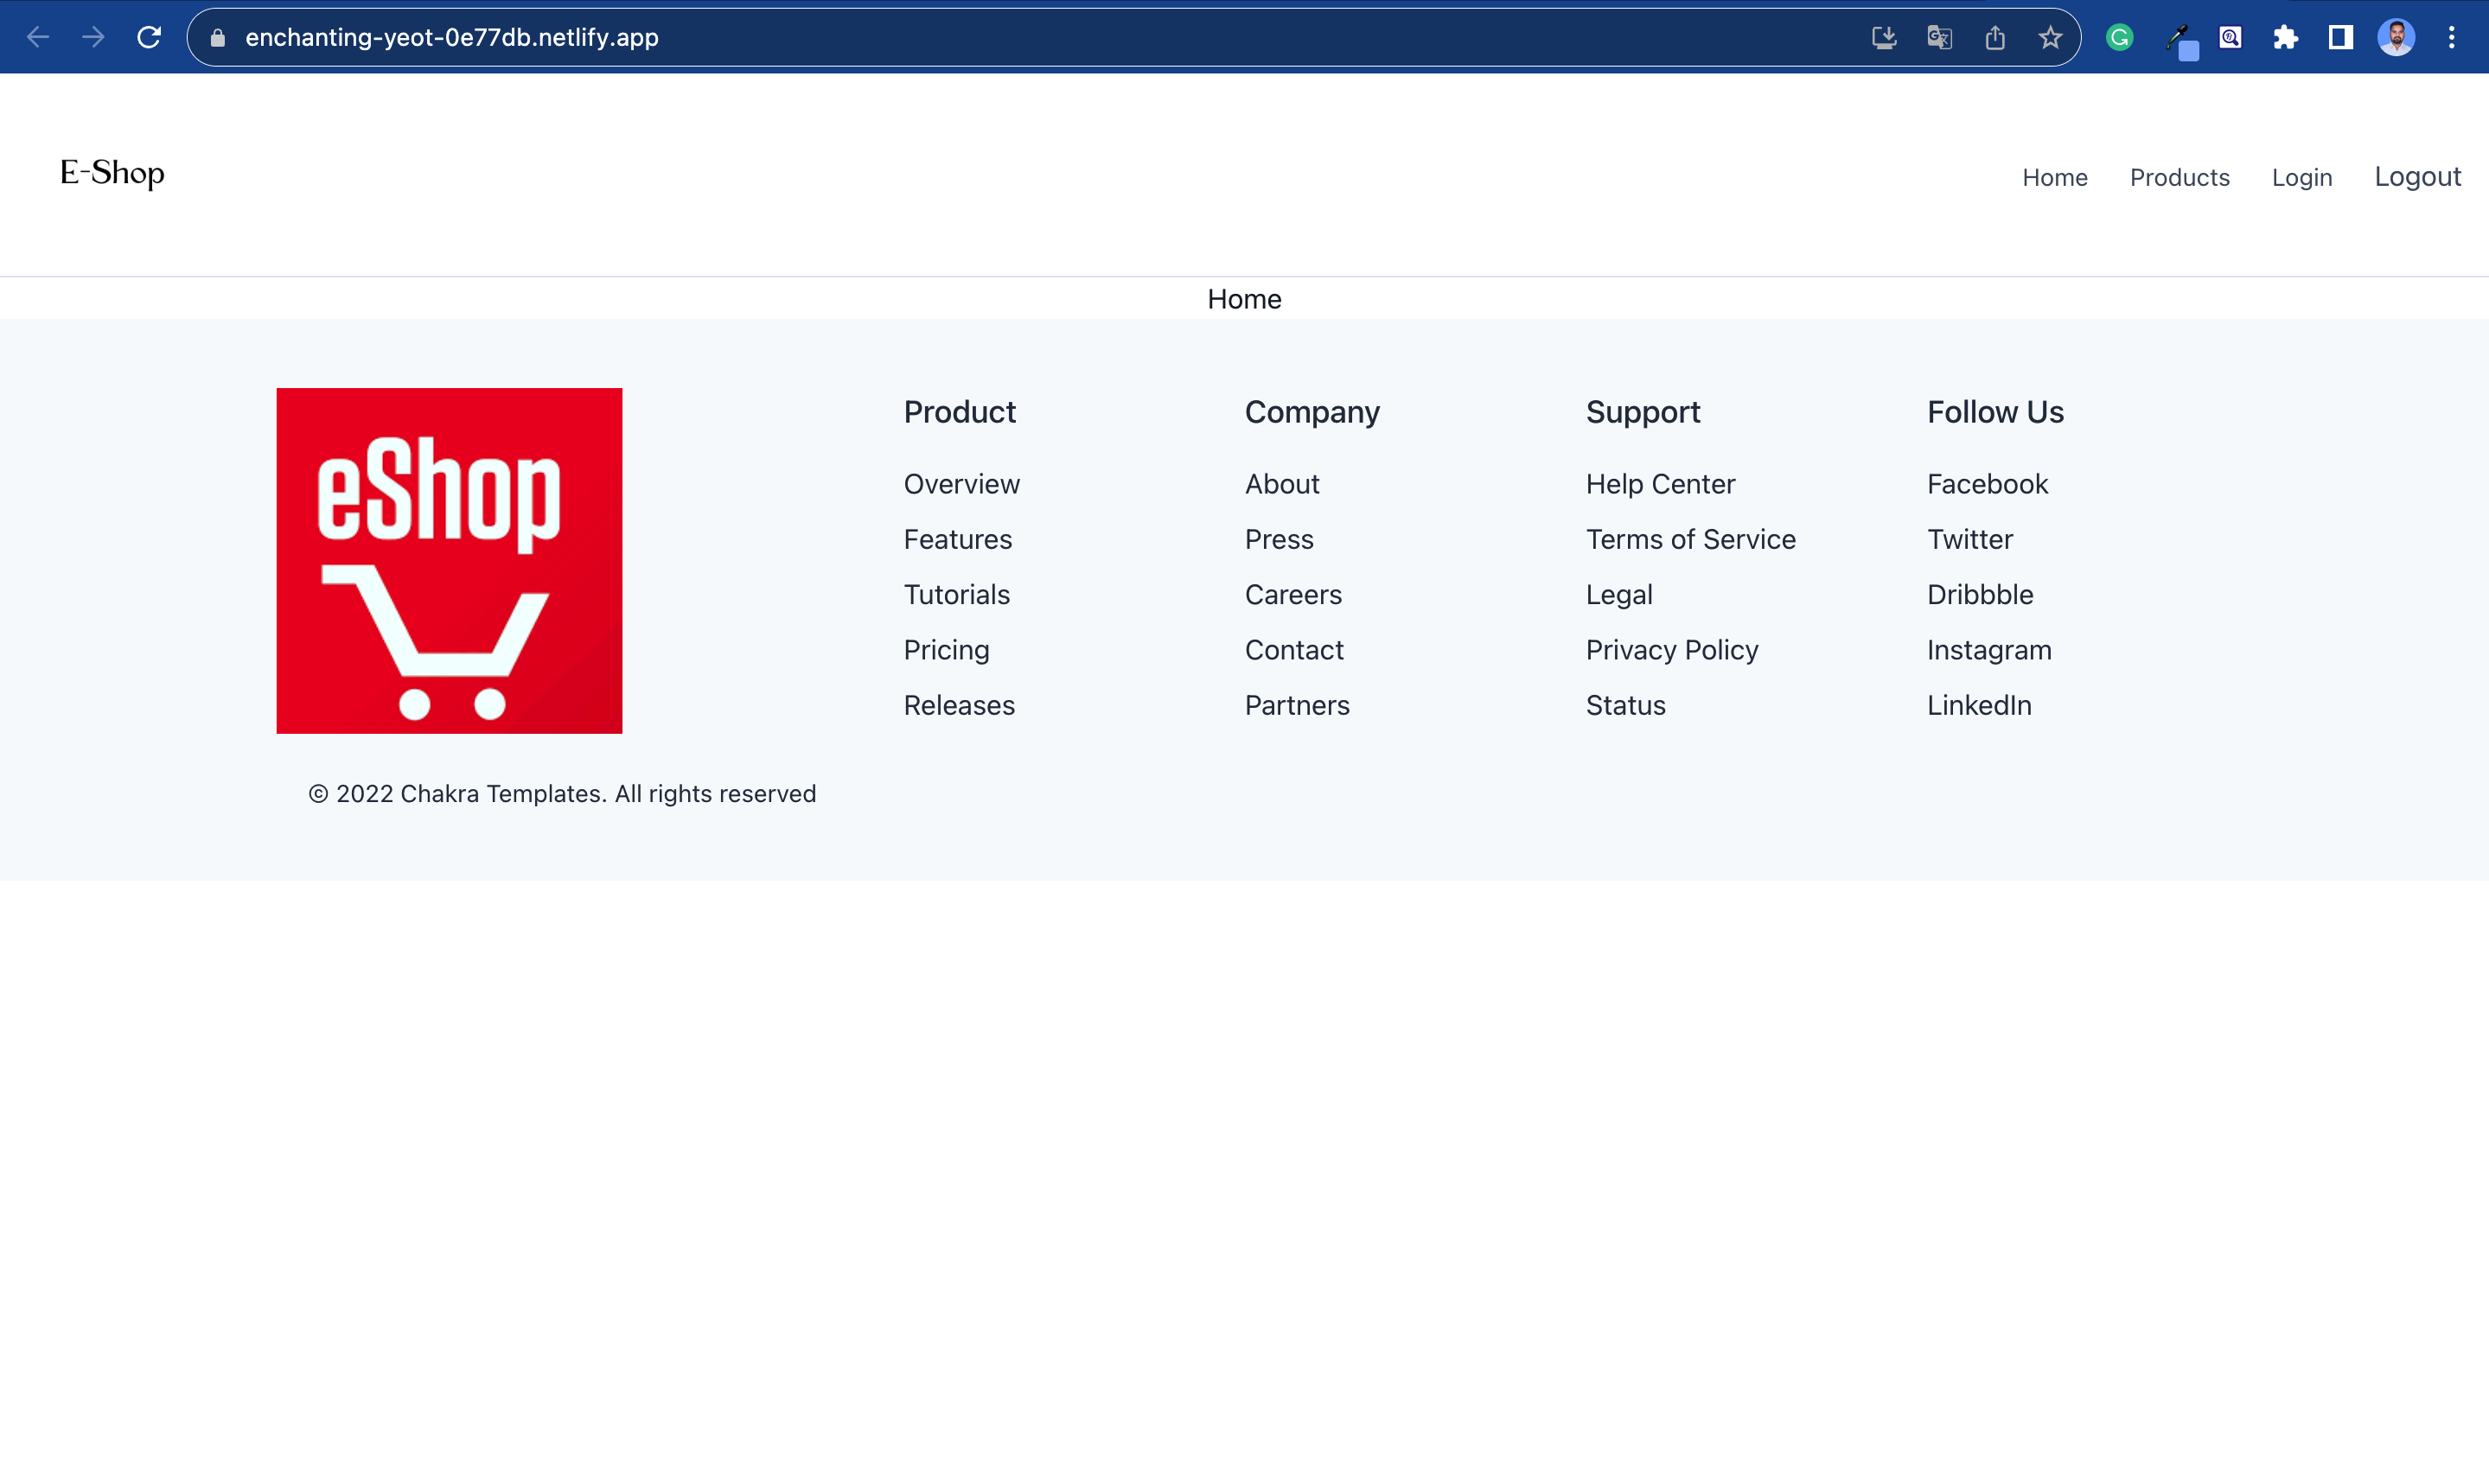 enchanting-yeot-0e77db.netlify.app
E-Shop
Home Products Login Logout
Home
eShop
Product
Overview
Features
Tutorials
Pricing
Releases
Company
About
Press
Careers
Contact
Partners
Support
Help Center
Terms of Service
Legal
Privacy Policy
Status
Follow Us
Facebook
Twitter
Dribbble
Instagram
LinkedIn
© 2022 Chakra Templates. All rights reserved